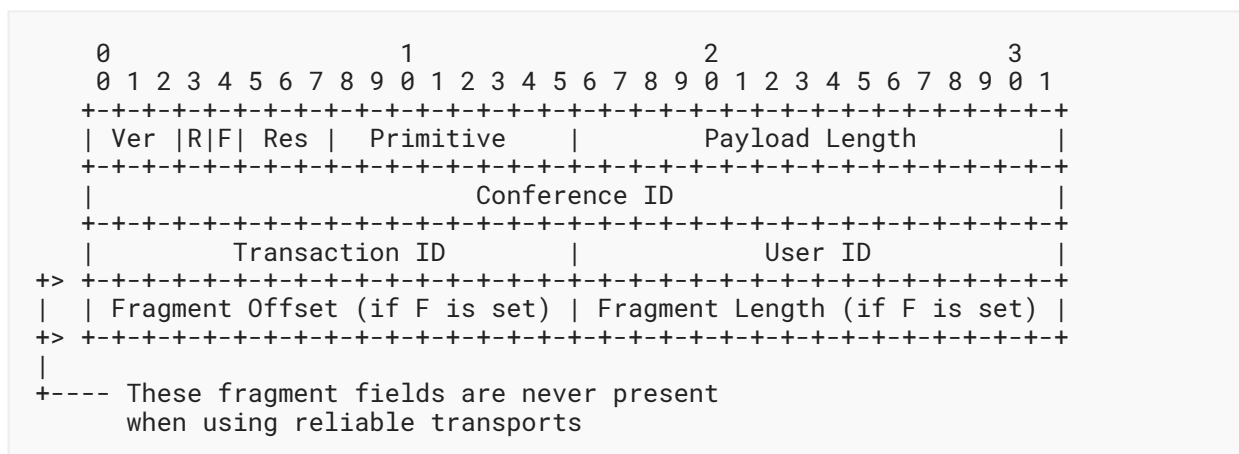 0                   1                   2                   3
    0 1 2 3 4 5 6 7 8 9 0 1 2 3 4 5 6 7 8 9 0 1 2 3 4 5 6 7 8 9 0 1
   +-+-+-+-+-+-+-+-+-+-+-+-+-+-+-+-+-+-+-+-+-+-+-+-+-+-+-+-+-+-+-+-+
   | Ver |R|F| Res |  Primitive    |        Payload Length         |
   +-+-+-+-+-+-+-+-+-+-+-+-+-+-+-+-+-+-+-+-+-+-+-+-+-+-+-+-+-+-+-+-+
   |                         Conference ID                         |
   +-+-+-+-+-+-+-+-+-+-+-+-+-+-+-+-+-+-+-+-+-+-+-+-+-+-+-+-+-+-+-+-+
   |         Transaction ID        |            User ID            |
+> +-+-+-+-+-+-+-+-+-+-+-+-+-+-+-+-+-+-+-+-+-+-+-+-+-+-+-+-+-+-+-+-+
|  | Fragment Offset (if F is set) | Fragment Length (if F is set) |
+> +-+-+-+-+-+-+-+-+-+-+-+-+-+-+-+-+-+-+-+-+-+-+-+-+-+-+-+-+-+-+-+-+
|
+---- These fragment fields are never present
      when using reliable transports